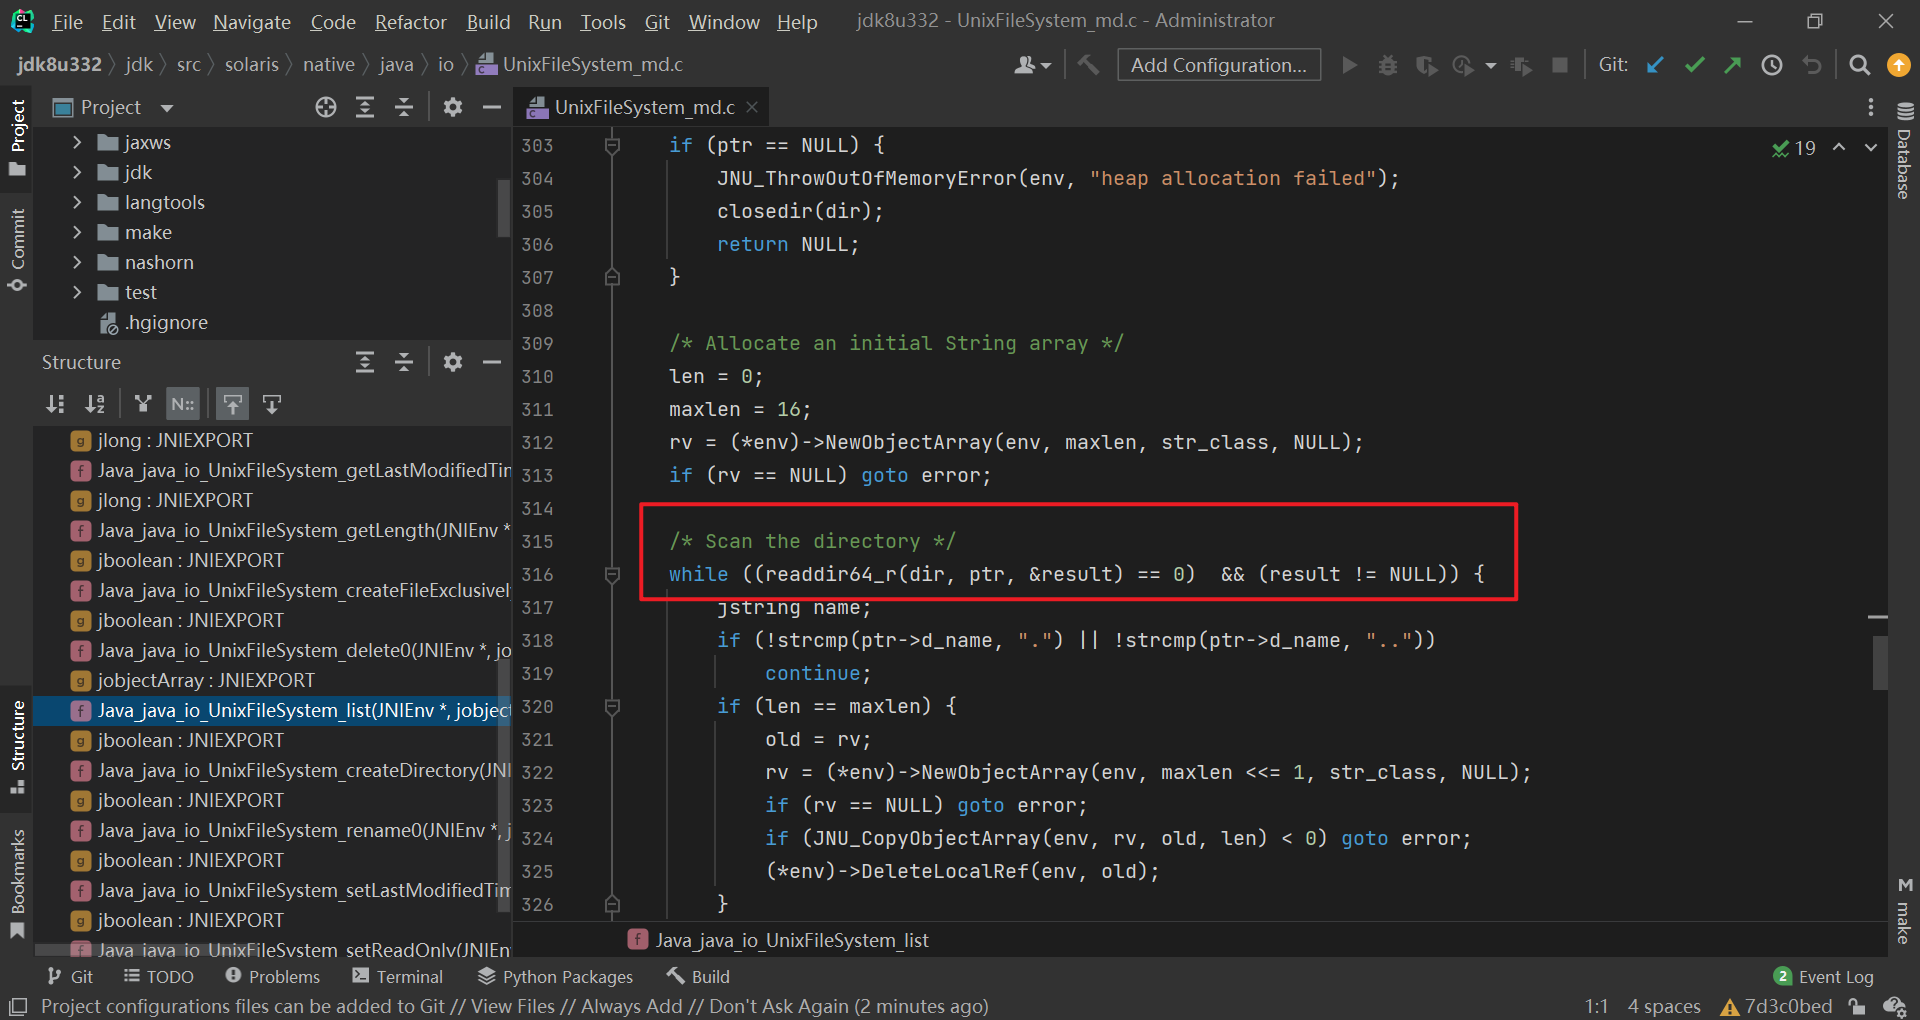 File Edit View Navigate Code Refactor Build Run Tools Git Window Help jdk8u332 - UnixFileSystem_md.c - Administrator
jdk8u332 jdk src solaris native java io UnixFileSystem_md.c Add Configuration... Git:
Project
UnixFileSystem_md.c
Project
Commit
Structure
Bookmarks
jaxws
jdk
langtools
make
nashorn
test
.hgignore
Structure
jlong : JNIEXPORT
Java_java_io_UnixFileSystem_getLastModifiedTim
jlong : JNIEXPORT
Java_java_io_UnixFileSystem_getLength(JNIEnv *
jboolean : JNIEXPORT
Java_java_io_UnixFileSystem_createFileExclusively
jboolean : JNIEXPORT
Java_java_io_UnixFileSystem_delete0(JNIEnv *, jo
jobjectArray : JNIEXPORT
Java_java_io_UnixFileSystem_list(JNIEnv *, jobject
jboolean : JNIEXPORT
Java_java_io_UnixFileSystem_createDirectory(JNI
jboolean : JNIEXPORT
Java_java_io_UnixFileSystem_rename0(JNIEnv *, j
jboolean : JNIEXPORT
Java_java_io_UnixFileSystem_setLastModifiedTim
jboolean : JNIEXPORT
Java_java_io_UnixFileSystem_setReadOnly(JNIEn
303 if (ptr == NULL) {
304 JNU_ThrowOutOfMemoryError(env, "heap allocation failed");
305 closedir(dir);
306 return NULL;
307 }
308
309 /* Allocate an initial String array */
310 len = 0;
311 maxlen = 16;
312 rv = (*env)->NewObjectArray(env, maxlen, str_class, NULL);
313 if (rv == NULL) goto error;
314
315 /* Scan the directory */
316 while ((readdir64_r(dir, ptr, &result) == 0)  && (result != NULL)) {
317 jstring name;
318 if (!strcmp(ptr->d_name, ".") || !strcmp(ptr->d_name, ".."))
319 continue;
320 if (len == maxlen) {
321 old = rv;
322 rv = (*env)->NewObjectArray(env, maxlen <<= 1, str_class, NULL);
323 if (rv == NULL) goto error;
324 if (JNU_CopyObjectArray(env, rv, old, len) < 0) goto error;
325 (*env)->DeleteLocalRef(env, old);
326 }
19
Java_java_io_UnixFileSystem_list
Database
M make
Git TODO Problems Terminal Python Packages Build 2 Event Log
Project configurations files can be added to Git // View Files // Always Add // Don't Ask Again (2 minutes ago) 1:1 4 spaces 7d3c0bed